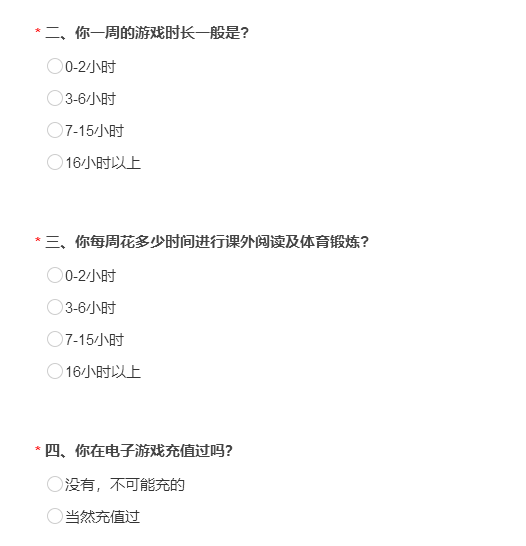 * 二、你一周的游戏时长一般是?
0-2小时
3-6小时
7-15小时
16小时以上
* 三、你每周花多少时间进行课外阅读及体育锻炼?
0-2小时
3-6小时
7-15小时
16小时以上
* 四、你在电子游戏充值过吗?
没有，不可能充的
当然充值过